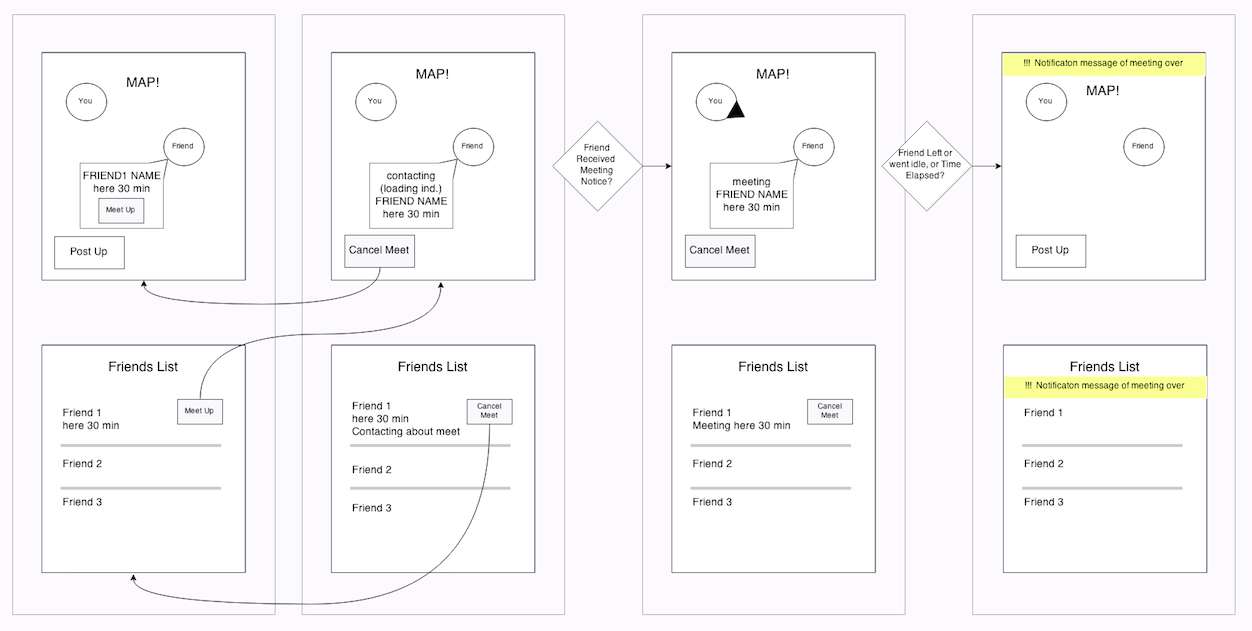 MAP!
You
Friend
FRIEND1 NAME
here 30 min
Meet Up
Post Up
Friends List
Friend 1
here 30 min
Meet Up
Friend 2
Friend 3
MAP!
You
Friend
contacting
(loading ind.)
FRIEND NAME
here 30 min
Cancel Meet
Friends List
Friend 1
here 30 min
Contacting about meet
Cancel
Meet
Friend 2
Friend 3
Friend
Received
Meeting
Notice?
MAP!
You
Friend
meeting
FRIEND NAME
here 30 min
Cancel Meet
Friends List
Friend 1
Meeting here 30 min
Cancel
Meet
Friend 2
Friend 3
Friend Left or
went idle, or Time
Elapsed?
!!! Notificaton message of meeting over
MAP!
You
Friend
Post Up
Friends List
!!! Notificaton message of meeting over
Friend 1
Friend 2
Friend 3